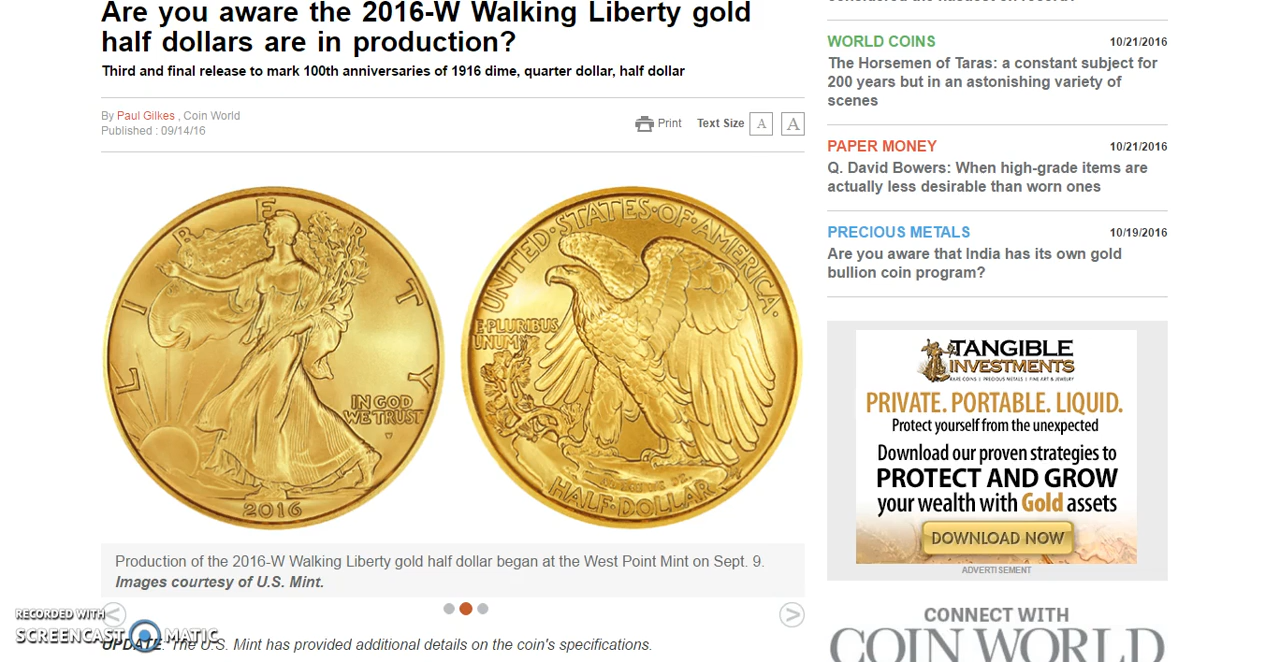 Are you aware the 2016-W Walking Liberty gold
half dollars are in production?
Third and final release to mark 100th anniversaries of 1916 dime, quarter dollar, half dollar
By Paul Gilkes , Coin World
Published : 09/14/16
Print Text Size A A
LIBERTY
IN GOD
WE TRUST
2016
UNITED·STATES·OF·AMERICA·
E·PLURIBUS
UNUM
HALF·DOLLAR
Production of the 2016-W Walking Liberty gold half dollar began at the West Point Mint on Sept. 9.
Images courtesy of U.S. Mint.
< >
RECORDED WITH
SCREENCAST MATIC
UPDATE: The U.S. Mint has provided additional details on the coin's specifications.
WORLD COINS 10/21/2016
The Horsemen of Taras: a constant subject for
200 years but in an astonishing variety of
scenes
PAPER MONEY 10/21/2016
Q. David Bowers: When high-grade items are
actually less desirable than worn ones
PRECIOUS METALS 10/19/2016
Are you aware that India has its own gold
bullion coin program?
TANGIBLE
INVESTMENTS
RARE COINS | PRECIOUS METALS | FINE ART & JEWELRY
PRIVATE. PORTABLE. LIQUID.
Protect yourself from the unexpected
Download our proven strategies to
PROTECT AND GROW
your wealth with Gold assets
DOWNLOAD NOW
ADVERTISEMENT
CONNECT WITH
COIN WORLD